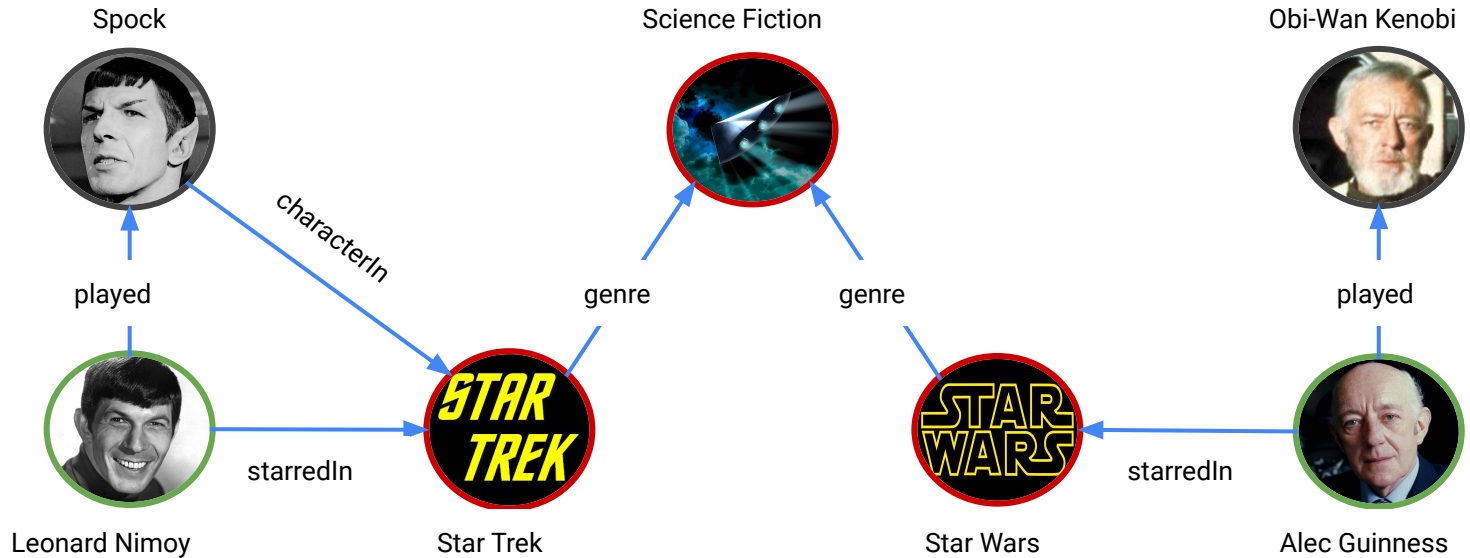 Spock
Science Fiction
Obi-Wan Kenobi
characterIn
played
genre
genre
played
STAR
TREK
STAR
WARS
starredIn
starredIn
Leonard Nimoy
Star Trek
Star Wars
Alec Guinness